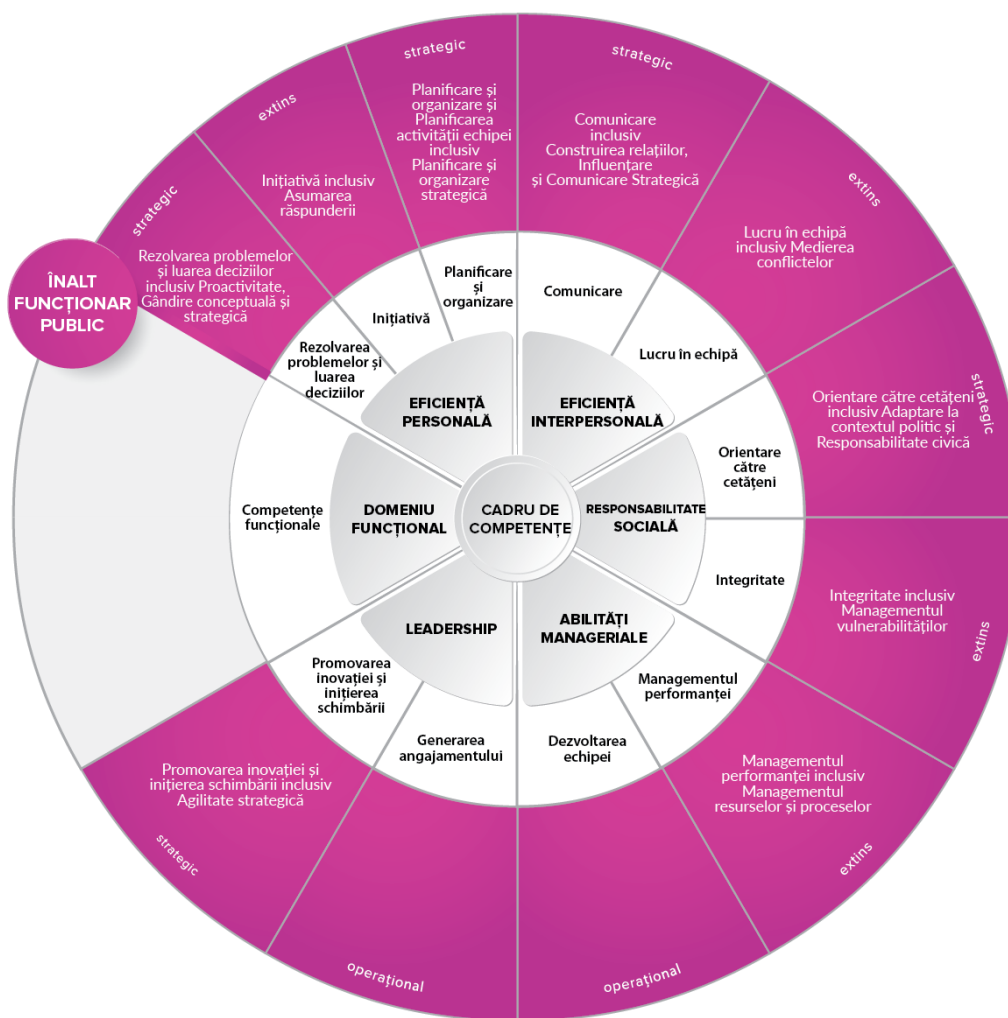 strategic
Planificare și
organizare și
Planificarea
activității echipei
inclusiv
Planificare și
organizare
strategică
strategic
Comunicare
inclusiv
Construirea relațiilor,
Influențare
și Comunicare Strategică
extins
Inițiativă inclusiv
Asumarea
răspunderii
extins
Lucru în echipă
inclusiv Medierea
conflictelor
strategic
Rezolvarea problemelor
și luarea deciziilor
inclusiv Proactivitate,
Gândire conceptuală și
strategică
ÎNALT
FUNCȚIONAR
PUBLIC
Planificare
și
organizare
Comunicare
Inițiativă
Lucru în echipă
Rezolvarea
problemelor și
luarea
deciziilor
EFICIENȚĂ
PERSONALĂ
EFICIENȚĂ
INTERPERSONALĂ
strategic
Orientare către cetățeni
inclusiv Adaptare la
contextul politic și
Responsabilitate civică
Orientare
către
cetățeni
Competențe
funcționale
DOMENIU
FUNCȚIONAL
CADRU DE
COMPETENȚE
RESPONSABILITATE
SOCIALĂ
Integritate
Integritate inclusiv
Managementul
vulnerabilităților
extins
LEADERSHIP
ABILITĂȚI
MANAGERIALE
Promovarea
inovației și
inițierea
schimbării
Managementul
performanței
Generarea
angajamentului
Dezvoltarea
echipei
Promovarea inovației și
inițierea schimbării inclusiv
Agilitate strategică
strategic
Managementul
performanței inclusiv
Managementul
resurselor și proceselor
extins
operațional
operațional